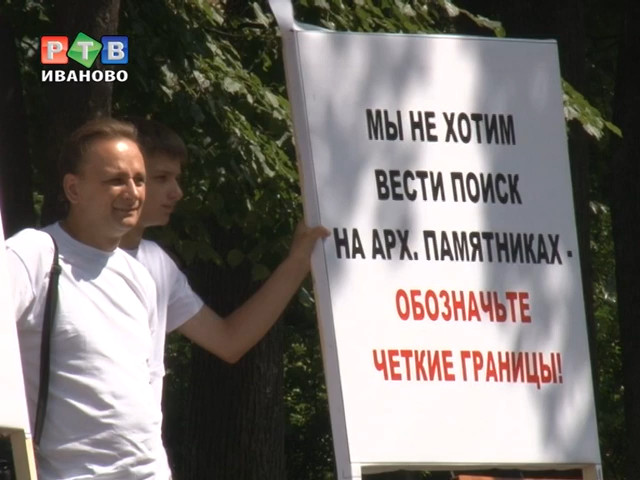 РТВ
ИВАНОВО
МЫ НЕ ХОТИМ
ВЕСТИ ПОИСК
НА АРХ. ПАМЯТНИКАХ -
ОБОЗНАЧЬТЕ
ЧЕТКИЕ ГРАНИЦЫ!